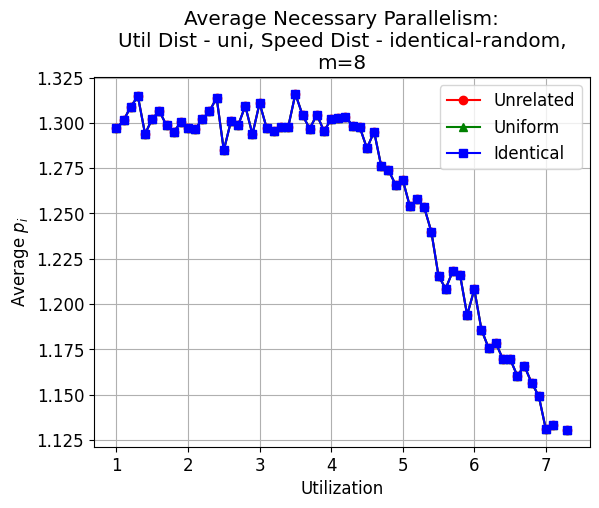 Average Necessary Parallelism:
Util Dist - uni, Speed Dist - identical-random,
m=8
1.325
1.300
1.275
1.250
1.225
1.200
1.175
1.150
1.125
Average p_i
Unrelated
Uniform
Identical
1 2 3 4 5 6 7
Utilization